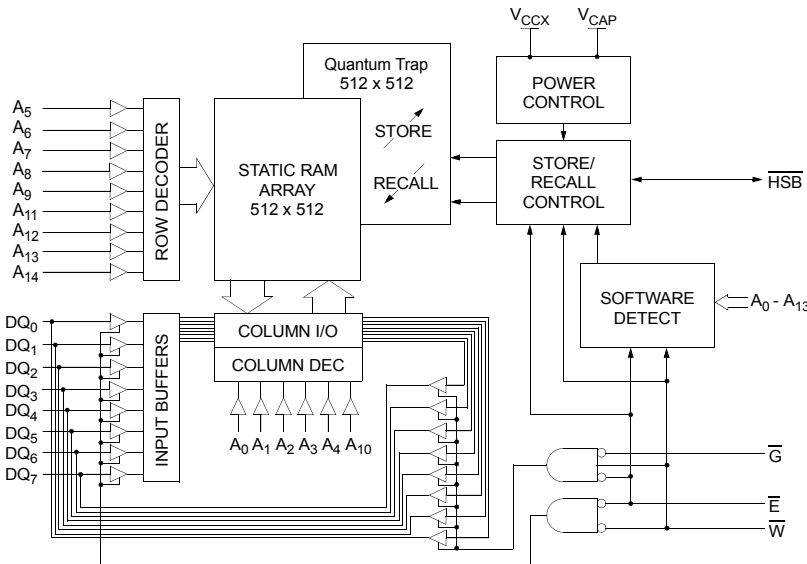 V_CCX
V_CAP
Quantum Trap
512 x 512
POWER
CONTROL
A5
A6
A7
A8
A9
A11
A12
A13
A14
ROW DECODER
STATIC RAM
ARRAY
512 x 512
STORE
RECALL
STORE/
RECALL
CONTROL
HSB
SOFTWARE
DETECT
A0 - A13
DQ0
DQ1
DQ2
DQ3
DQ4
DQ5
DQ6
DQ7
INPUT BUFFERS
COLUMN I/O
COLUMN DEC
A0 A1 A2 A3 A4 A10
G
E
W